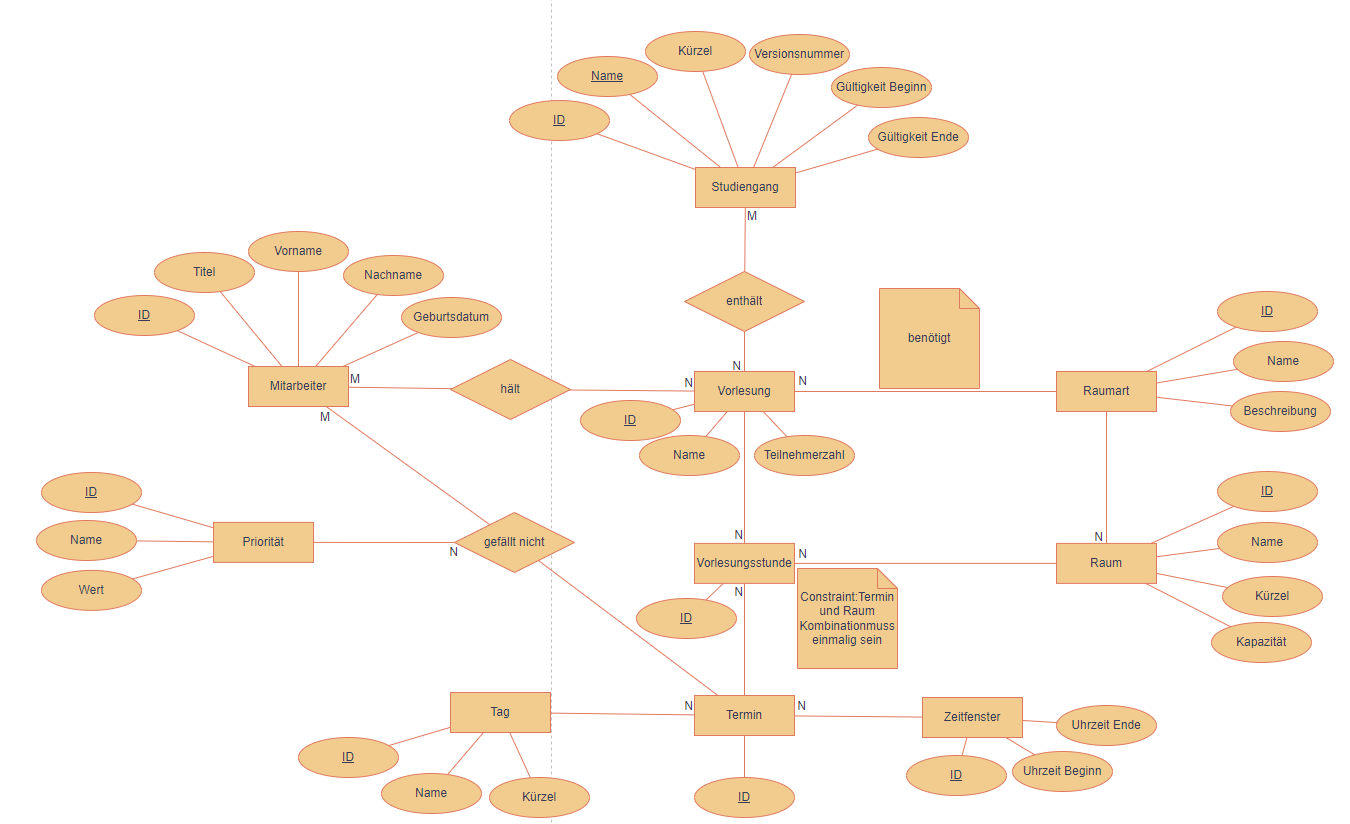 Kürzel
Versionsnummer
Name
Gültigkeit Beginn
ID
Gültigkeit Ende
Studiengang
M
Vorname
Titel
Nachname
ID
Geburtsdatum
enthält
benötigt
ID
Name
Beschreibung
Mitarbeiter
M
hält
N
N
Vorlesung
N
Raumart
M
ID
Name
Teilnehmerzahl
ID
Name
Wert
Priorität
N
gefällt nicht
N
Vorlesungsstunde
N
N
Constraint:Termin
und Raum
Kombinationmuss
einmalig sein
ID
N
Raum
ID
Name
Kürzel
Kapazität
Tag
N
Termin
N
Zeitfenster
Uhrzeit Ende
ID
Name
Kürzel
ID
ID
Uhrzeit Beginn